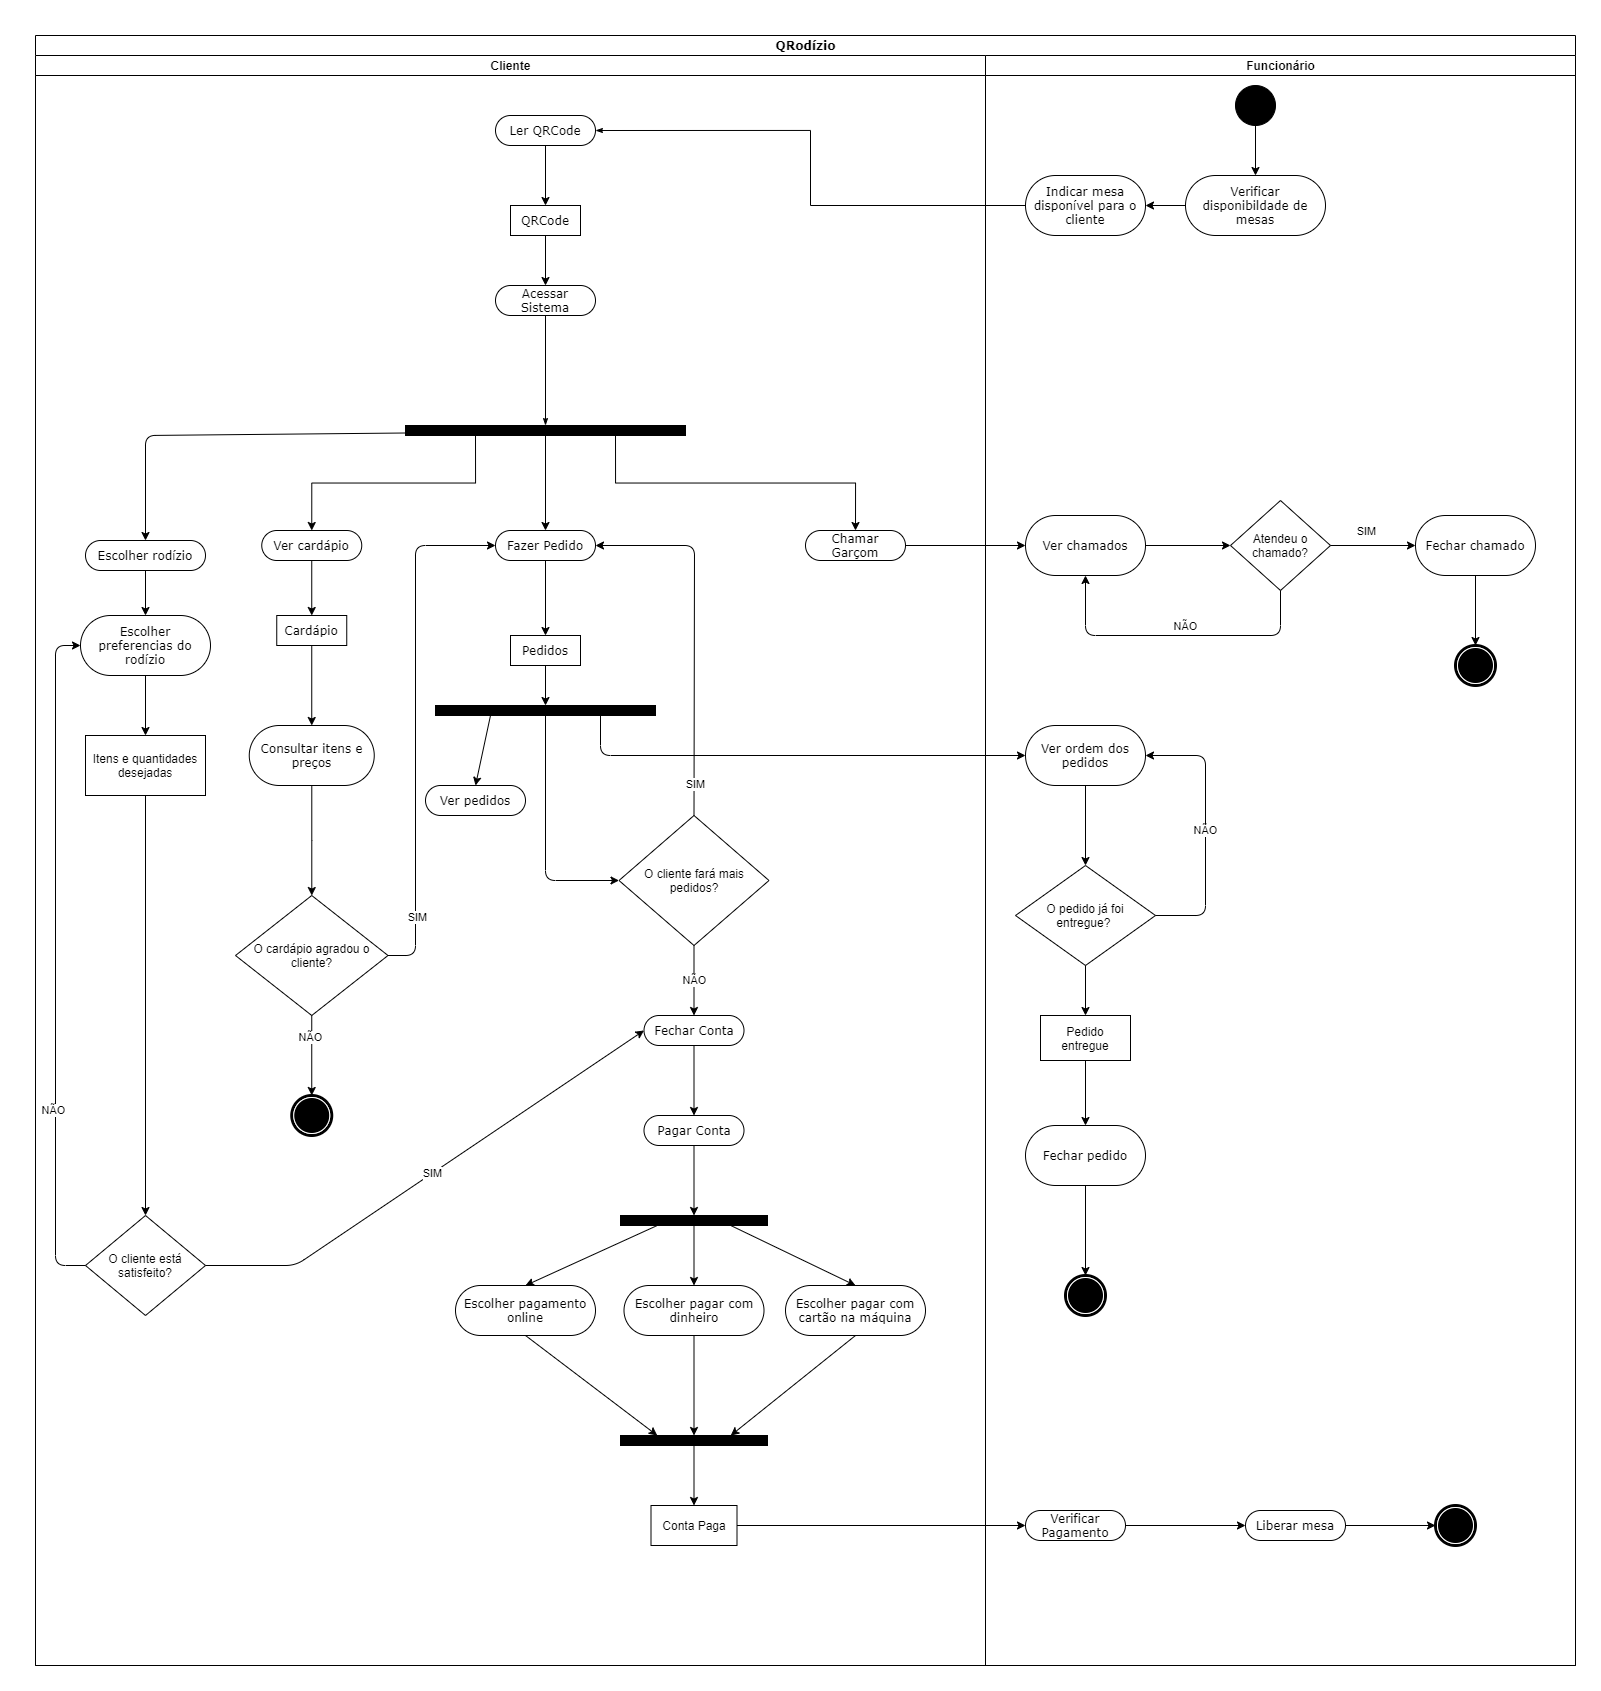 QRodízio
Cliente
Funcionário
Ler QRCode
Indicar mesa
disponível para o
cliente
Verificar
disponibildade de
mesas
QRCode
Acessar
Sistema
Escolher rodízio
Ver cardápio
Fazer Pedido
Chamar
Garçom
Ver chamados
Atendeu o
chamado?
SIM
Fechar chamado
NÃO
Escolher
preferencias do
rodízio
Cardápio
Pedidos
Itens e quantidades
desejadas
Consultar itens e
preços
Ver pedidos
SIM
Ver ordem dos
pedidos
NÃO
O cliente fará mais
pedidos?
SIM
O cardápio agradou o
cliente?
O pedido já foi
entregue?
NÃO
NÃO
Fechar Conta
Pedido
entregue
NÃO
Pagar Conta
SIM
Fechar pedido
O cliente está
satisfeito?
Escolher pagamento
online
Escolher pagar com
dinheiro
Escolher pagar com
cartão na máquina
Conta Paga
Verificar
Pagamento
Liberar mesa